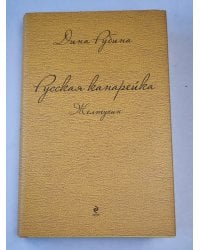 Дина Рубина
Русская канарейка
Желтухин